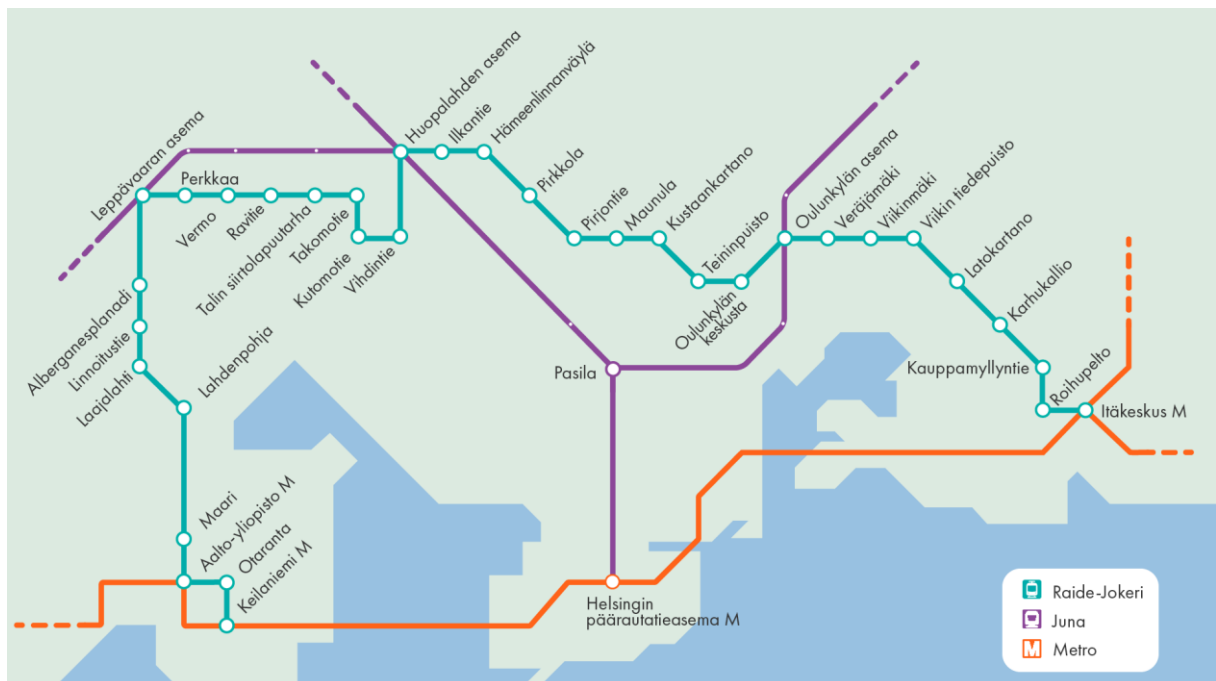 Leppävaaran asema
Perkkaa
Vermo
Ravitie
Talin siirtolapuutarha
Takomotie
Kutomotie
Vihdintie
Huopalahden asema
Ilkantie
Hämeenlinnanväylä
Pirkkola
Pirjontie
Maunula
Kustaankartano
Teininpuisto
Oulunkylän
keskusta
Oulunkylän asema
Veräjämäki
Viikinmäki
Viikin tiedepuisto
Latokartano
Karhukallio
Kauppamyllyntie
Roihupelto
Itäkeskus M
Alberganesplanadi
Linnoitustie
Laajalahti
Lahdenpohja
Maari
Aalto-yliopisto M
Otaranta
Keilaniemi M
Pasila
Helsingin
päärautatieasema M
Raide-Jokeri
Juna
M Metro